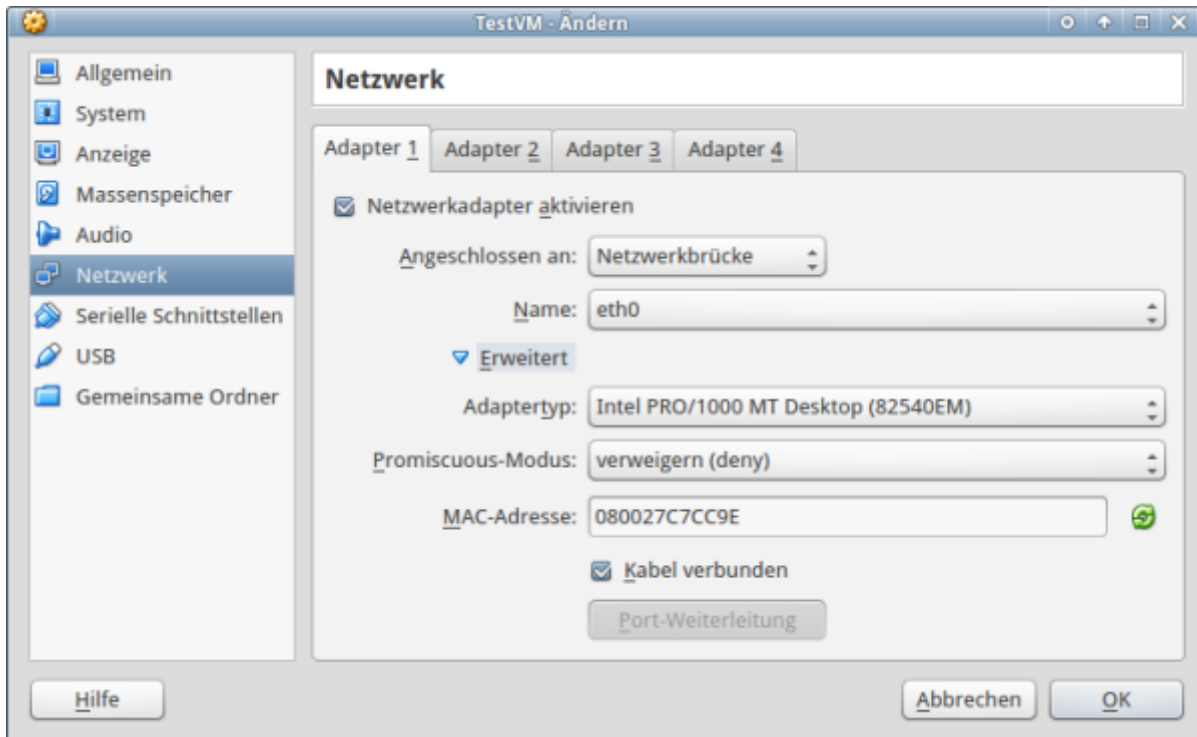 TestVM - Ändern
Allgemein
System
Anzeige
Massenspeicher
Audio
Netzwerk
Serielle Schnittstellen
USB
Gemeinsame Ordner
Netzwerk
Adapter 1 Adapter 2 Adapter 3 Adapter 4
Netzwerkadapter aktivieren
Angeschlossen an: Netzwerkbrücke
Name: eth0
Erweitert
Adaptertyp: Intel PRO/1000 MT Desktop (82540EM)
Promiscuous-Modus: verweigern (deny)
MAC-Adresse: 080027C7CC9E
Kabel verbunden
Port-Weiterleitung
Hilfe Abbrechen OK